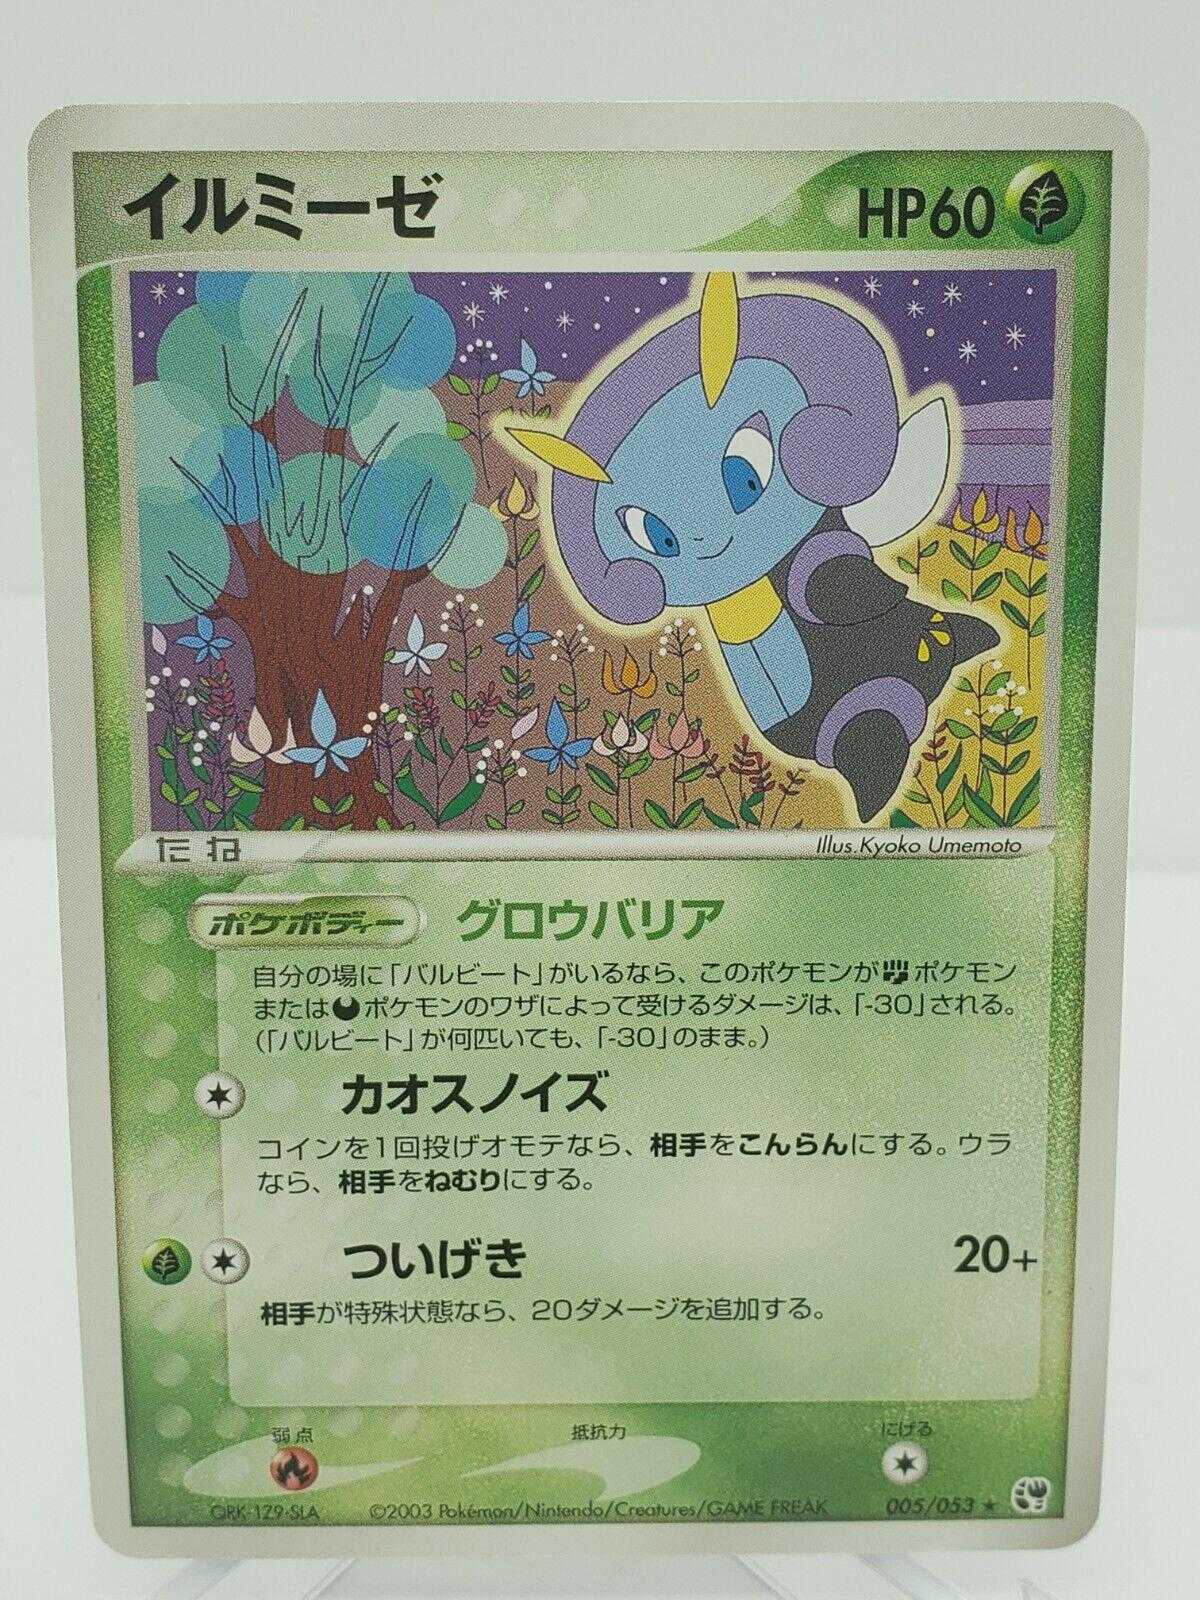 イルミーゼ HP60
たね Illus.Kyoko Umemoto
ポケボディー グロウバリア
自分の場に「バルビート」がいるなら、このポケモンがポケモン
またはポケモンのワザによって受けるダメージは、「-30」される。
(「バルビート」が何匹いても、「-30」のまま。)
カオスノイズ
コインを1回投げオモテなら、相手をこんらんにする。ウラ
なら、相手をねむりにする。
ついげき 20+
相手が特殊状態なら、20ダメージを追加する。
弱点 抵抗力 にげる
QRK-179-SLA ©2003 Pokémon/Nintendo/Creatures/GAME FREAK 005/053 ★